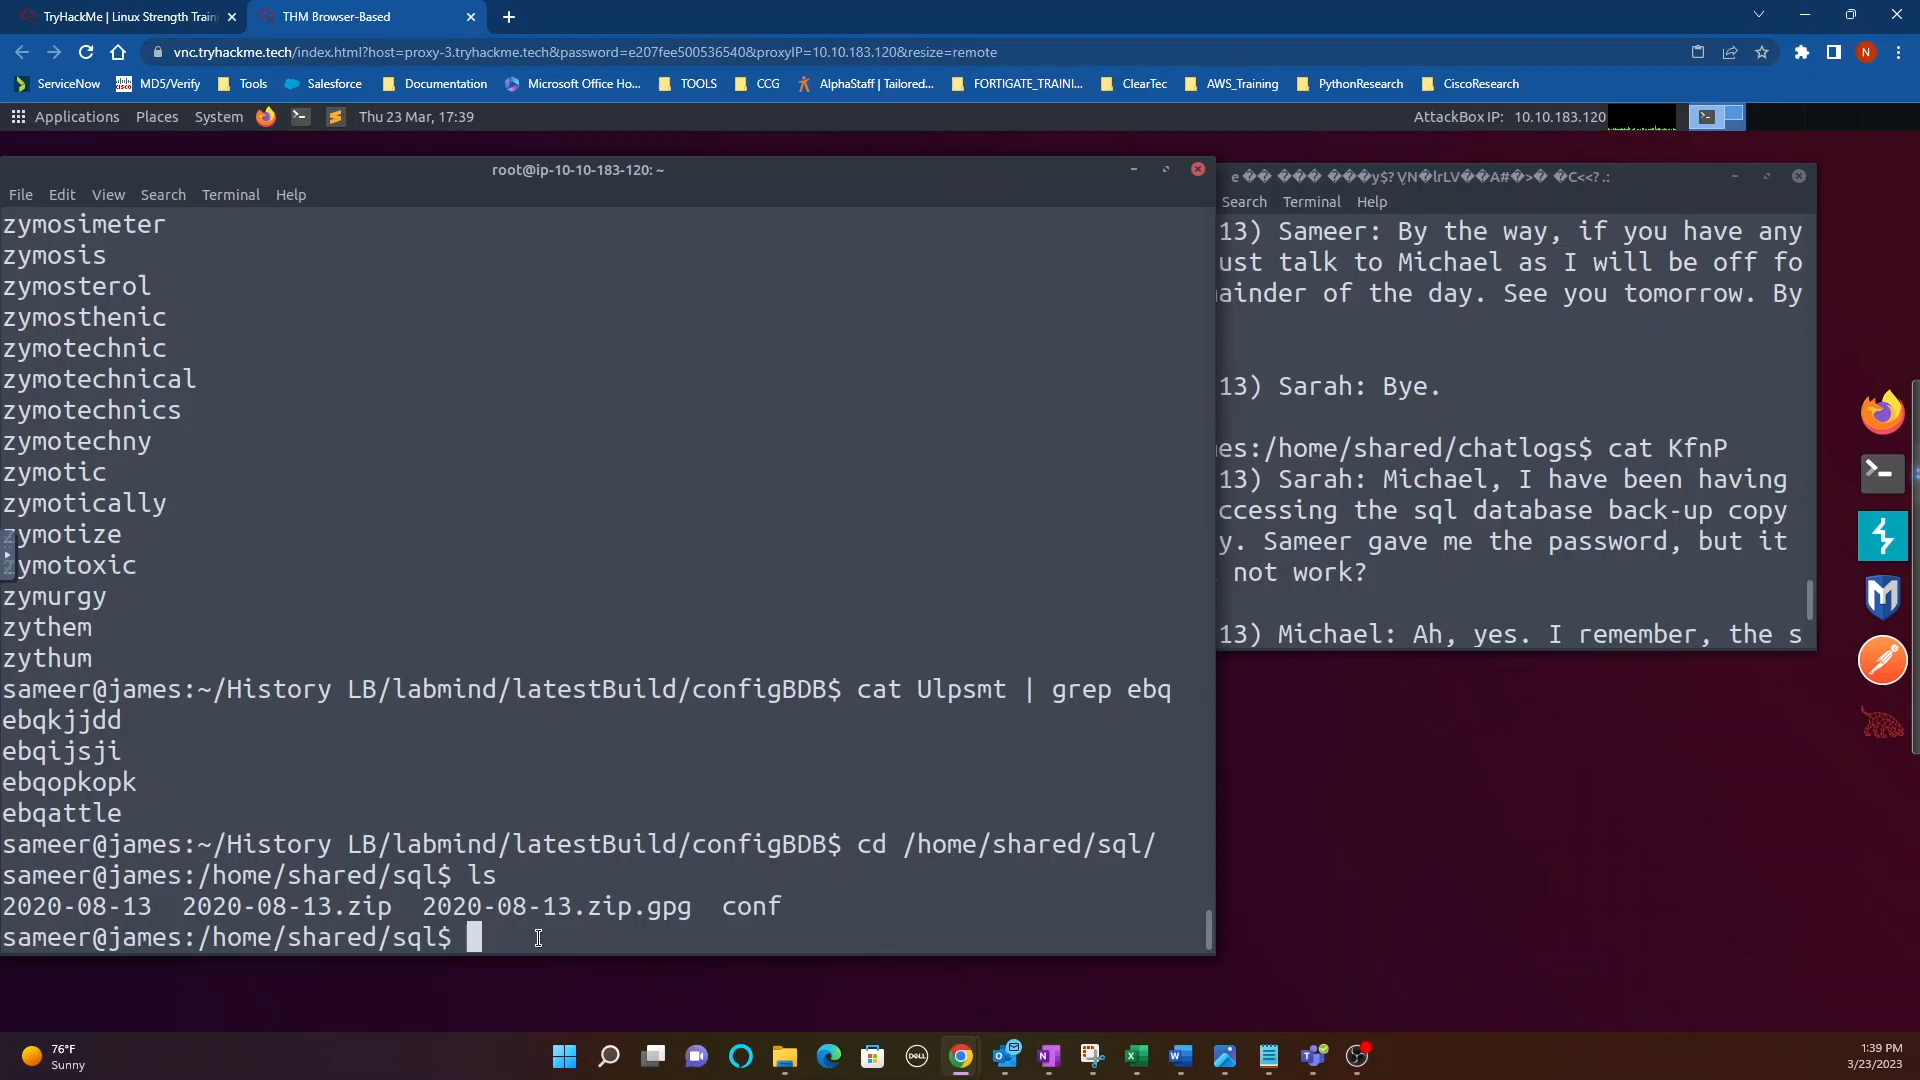 TryHackMe | Linux Strength Traini
THM Browser-Based
vnc.tryhackme.tech/index.html?host=proxy-3.tryhackme.tech&password=e207fee500536540&proxyIP=10.10.183.120&resize=remote
N
ServiceNow
MD5/Verify
Tools
Salesforce
Documentation
Microsoft Office Ho...
TOOLS
CCG
AlphaStaff | Tailored...
FORTIGATE_TRAINI...
ClearTec
AWS_Training
PythonResearch
CiscoResearch
Applications Places System Thu 23 Mar, 17:39
AttackBox IP: 10.10.183.120
root@ip-10-10-183-120: ~
File Edit View Search Terminal Help
zymosimeter
zymosis
zymosterol
zymosthenic
zymotechnic
zymotechnical
zymotechnics
zymotechny
zymotic
zymotically
zymotize
zymotoxic
zymurgy
zythem
zythum
sameer@james:~/History LB/labmind/latestBuild/configBDB$ cat Ulpsmt | grep ebq
ebqkjjdd
ebqijsji
ebqopkopk
ebqattle
sameer@james:~/History LB/labmind/latestBuild/configBDB$ cd /home/shared/sql/
sameer@james:/home/shared/sql$ ls
2020-08-13 2020-08-13.zip 2020-08-13.zip.gpg conf
sameer@james:/home/shared/sql$
Search Terminal Help
13) Sameer: By the way, if you have any
ust talk to Michael as I will be off fo
ainder of the day. See you tomorrow. By
13) Sarah: Bye.
es:/home/shared/chatlogs$ cat KfnP
13) Sarah: Michael, I have been having
ccessing the sql database back-up copy
y. Sameer gave me the password, but it
not work?
13) Michael: Ah, yes. I remember, the s
76°F
Sunny
DELL
1:39 PM
3/23/2023